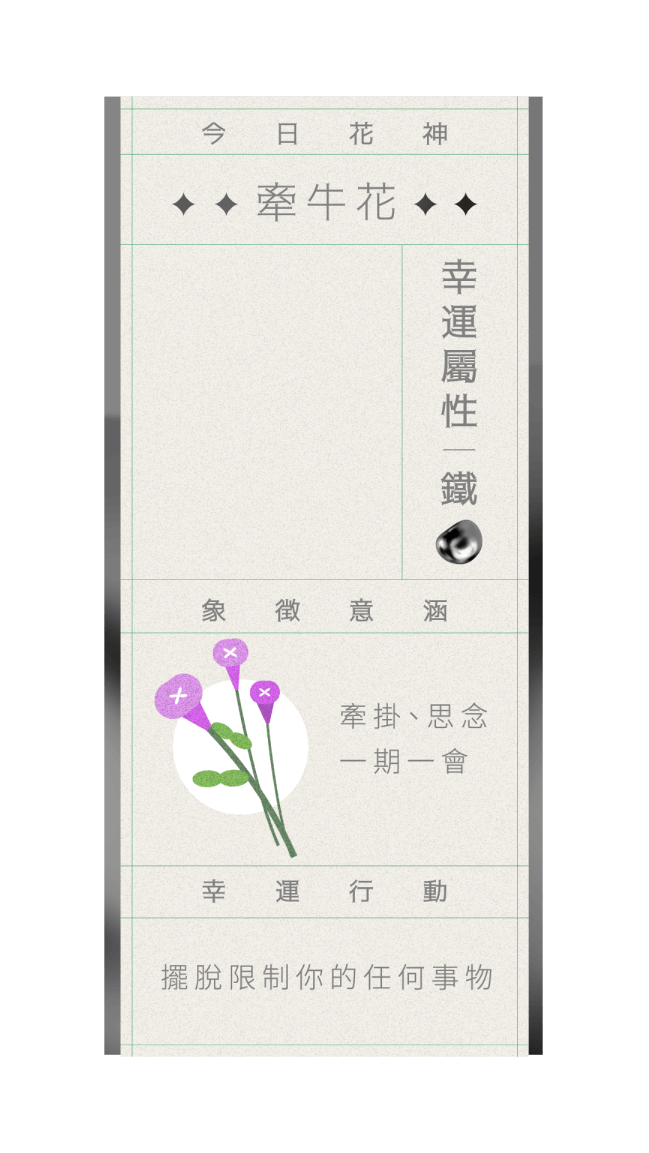 今日花神
✦✦牽牛花✦✦
幸運屬性｜鐵
象徵意涵
牽掛、思念
一期一會
幸運行動
擺脫限制你的任何事物